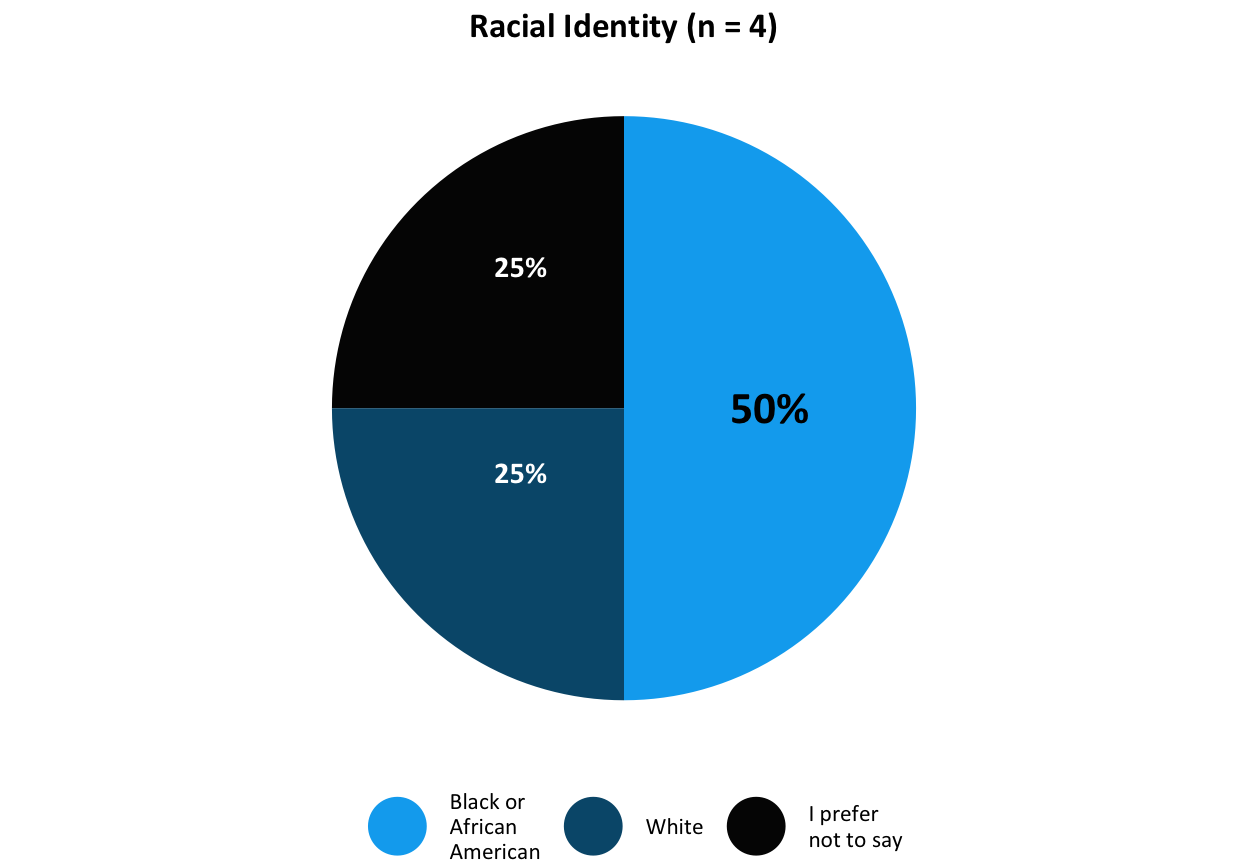 Racial Identity (n = 4)
25%
50%
25%
Black or
African
American
White
I prefer
not to say